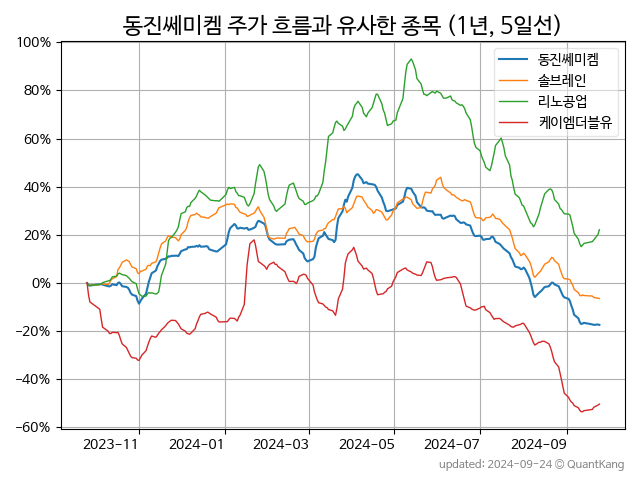 동진쎄미켐 주가 흐름과 유사한 종목 (1년, 5일선)
100%
80%
60%
40%
20%
0%
−20%
−40%
−60%
동진쎄미켐
솔브레인
리노공업
케이엠더블유
2023-11
2024-01
2024-03
2024-05
2024-07
2024-09
updated: 2024-09-24 © QuantKang